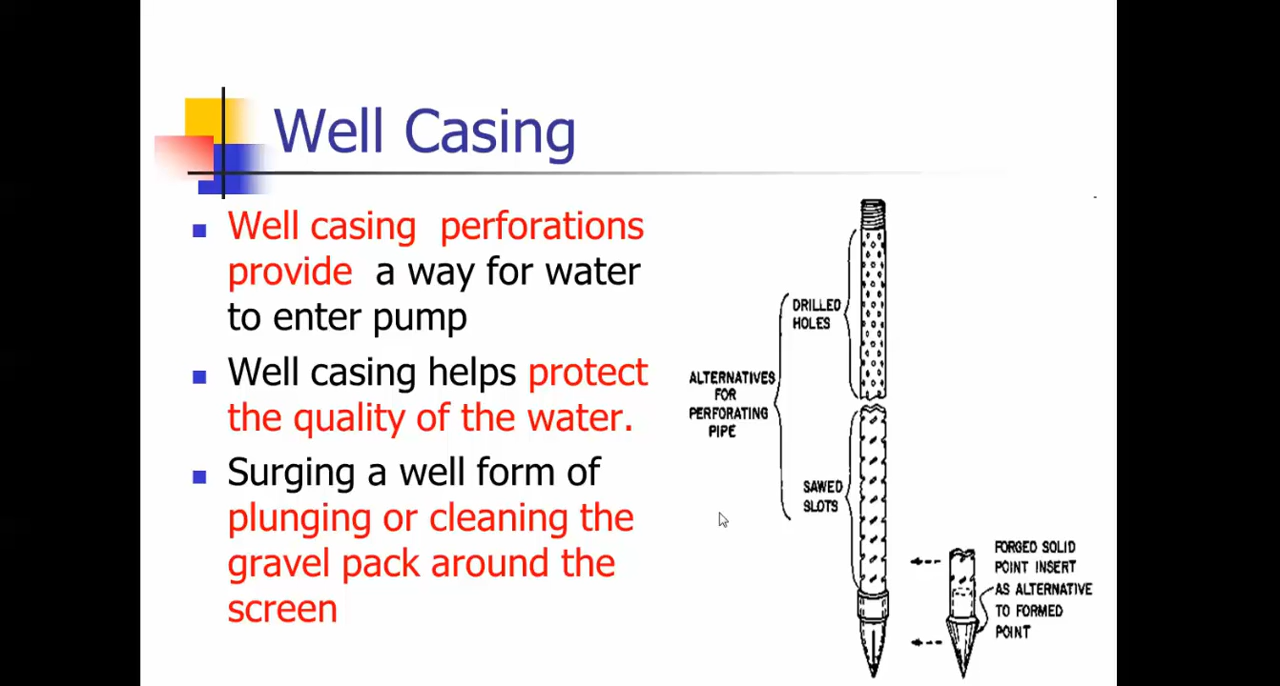 Well Casing
Well casing perforations
provide a way for water
to enter pump
Well casing helps protect
the quality of the water.
Surging a well form of
plunging or cleaning the
gravel pack around the
screen
DRILLED
HOLES
ALTERNATIVES
FOR
PERFORATING
PIPE
SAWED
SLOTS
FORGED SOLID
POINT INSERT
AS ALTERNATIVE
TO FORMED
POINT